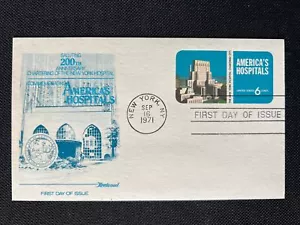 SALUTING
200TH
ANNIVERSARY
CHARTERING OF THE NEW YORK HOSPITAL
AMERICA'S
HOSPITALS
FIRST DAY OF ISSUE
Fleetwood
NEW YORK, NY
SEP
16
1971
AMERICA'S
HOSPITALS
UNITED STATES 6 CENTS
FIRST DAY OF ISSUE